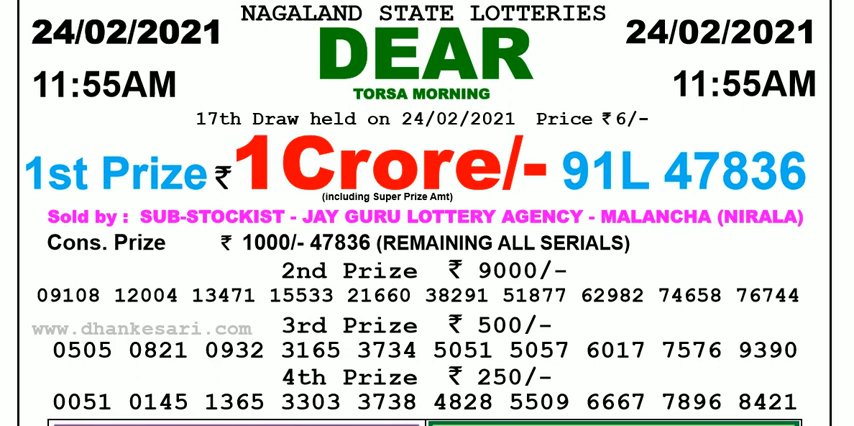 NAGALAND STATE LOTTERIES
24/02/2021 DEAR 24/02/2021
11:55AM TORSA MORNING 11:55AM
17th Draw held on 24/02/2021 Price ₹ 6/-
1st Prize ₹ 1Crore/- 91L 47836
(including Super Prize Amt)
Sold by : SUB-STOCKIST - JAY GURU LOTTERY AGENCY - MALANCHA (NIRALA)
Cons. Prize ₹ 1000/- 47836 (REMAINING ALL SERIALS)
2nd Prize ₹ 9000/-
09108 12004 13471 15533 21660 38291 51877 62982 74658 76744
www.dhankesari.com 3rd Prize ₹ 500/-
0505 0821 0932 3165 3734 5051 5057 6017 7576 9390
4th Prize ₹ 250/-
0051 0145 1365 3303 3738 4828 5509 6667 7896 8421